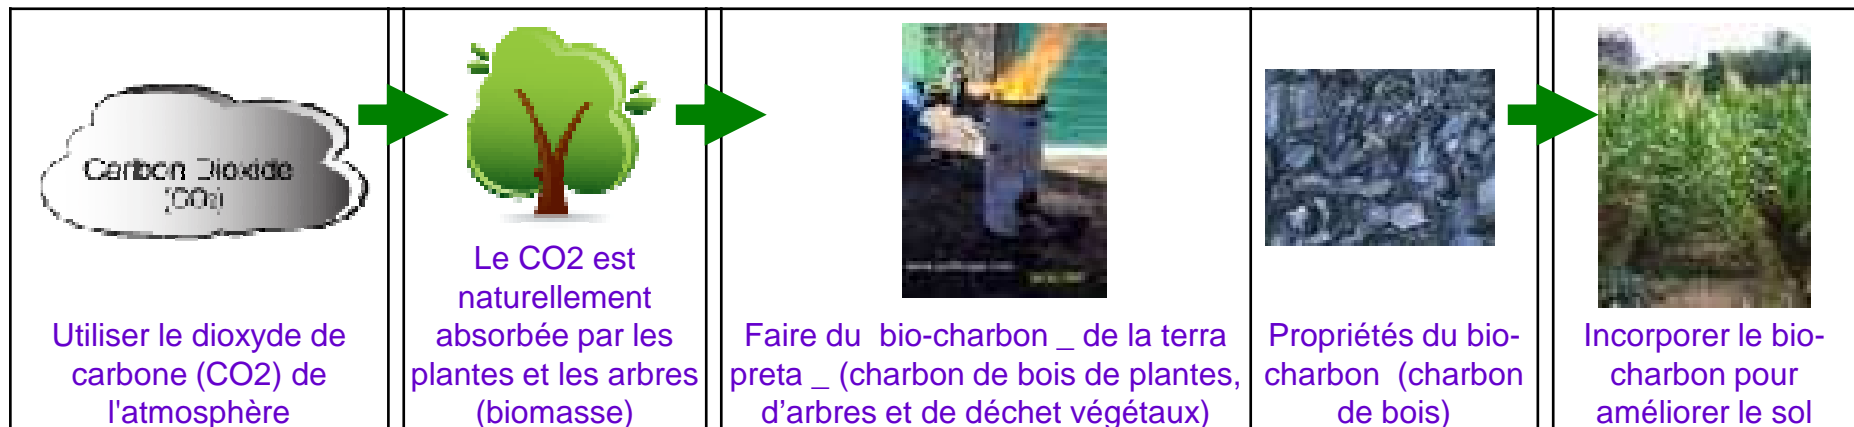 Carbon Dioxide
(CO2)
Utiliser le dioxyde de
carbone (CO2) de
l'atmosphère
Le CO2 est
naturellement
absorbée par les
plantes et les arbres
(biomasse)
Faire du  bio-charbon _ de la terra
preta _ (charbon de bois de plantes,
d’arbres et de déchet végétaux)
Propriétés du bio-
charbon  (charbon
de bois)
Incorporer le bio-
charbon pour
améliorer le sol